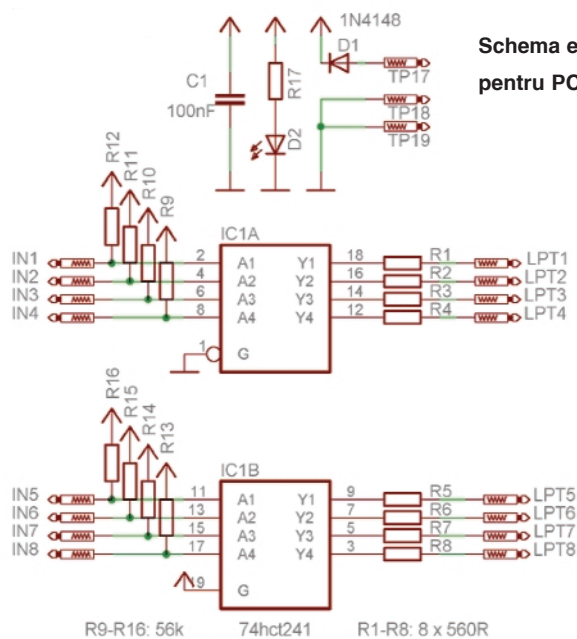 1N4148
D1
TP17
Schema e
pentru PC
C1
100nF
R17
D2
TP18
TP19
R12
R11
R10
R9
IC1A
IN1 2 A1 Y1 18 R1 LPT1
IN2 4 A2 Y2 16 R2 LPT2
IN3 6 A3 Y3 14 R3 LPT3
IN4 8 A4 Y4 12 R4 LPT4
1 G
R16
R15
R14
R13
IC1B
IN5 11 A1 Y1 9 R5 LPT5
IN6 13 A2 Y2 7 R6 LPT6
IN7 15 A3 Y3 5 R7 LPT7
IN8 17 A4 Y4 3 R8 LPT8
19 G
R9-R16: 56k 74hct241 R1-R8: 8 x 560R